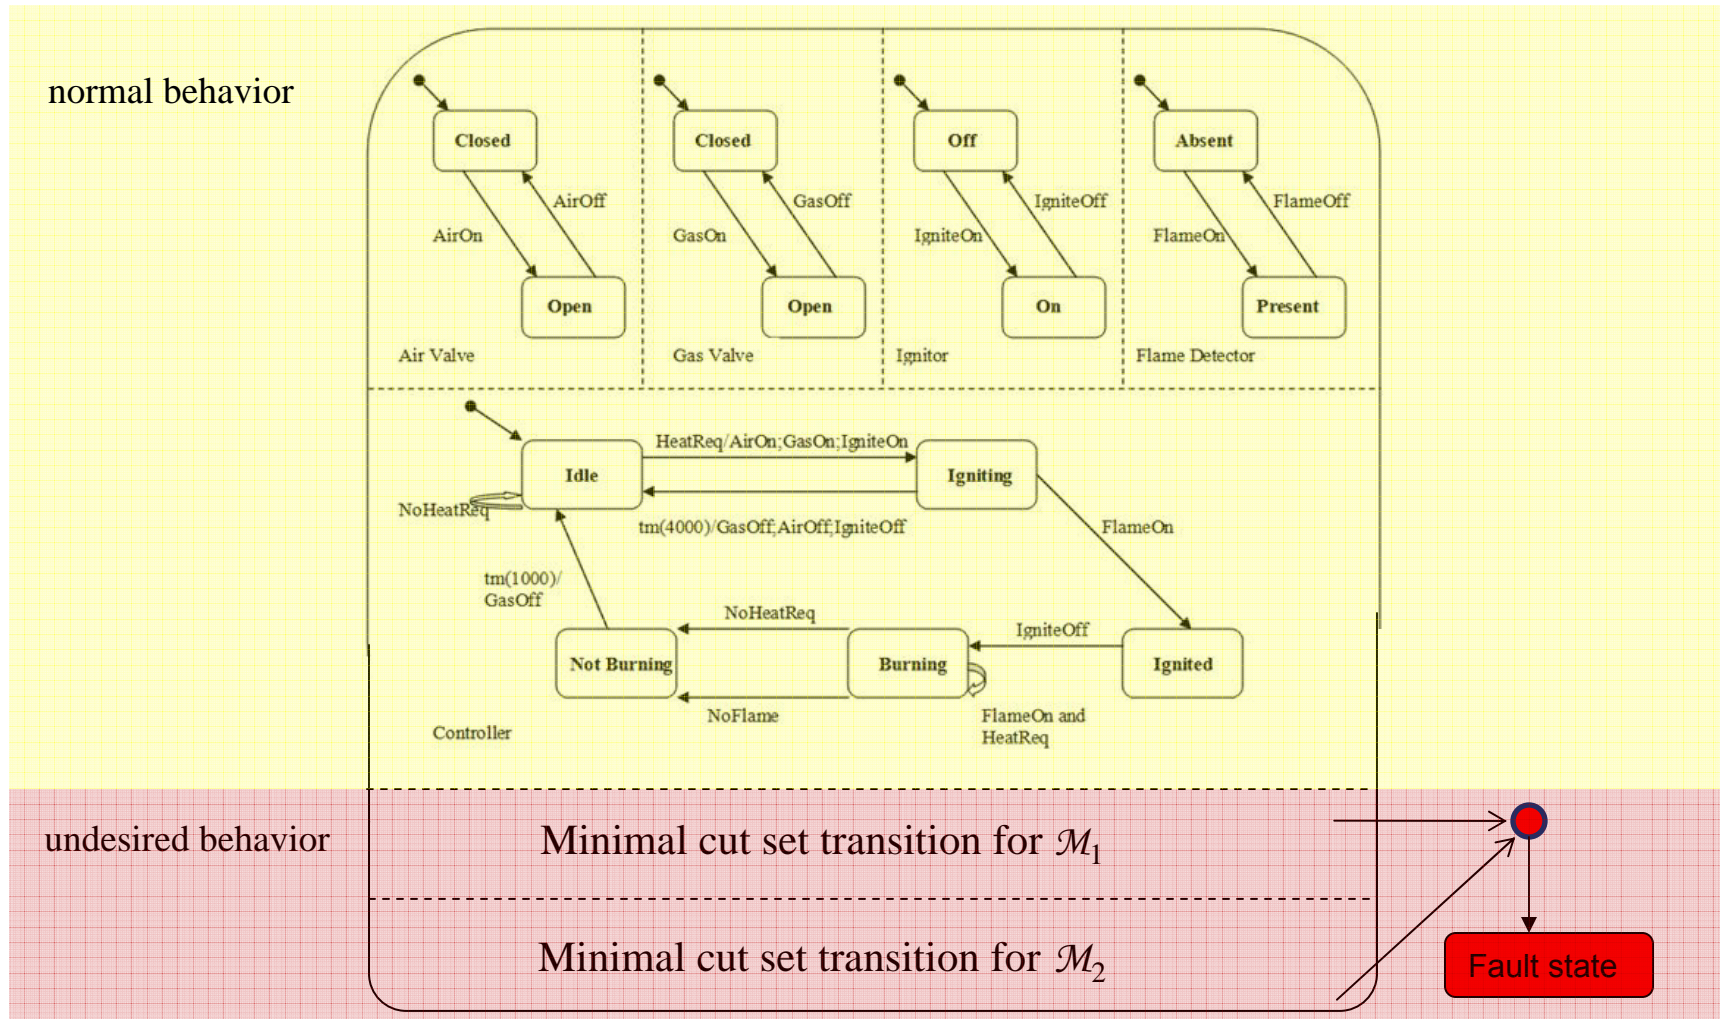 normal behavior
Closed
AirOff
AirOn
Open
Air Valve
Closed
GasOff
GasOn
Open
Gas Valve
Off
IgniteOff
IgniteOn
On
Ignitor
Absent
FlameOff
FlameOn
Present
Flame Detector
HeatReq/AirOn;GasOn;IgniteOn
Idle
Igniting
NoHeatReq
tm(4000)/GasOff;AirOff;IgniteOff
FlameOn
tm(1000)/
GasOff
NoHeatReq
IgniteOff
Not Burning
Burning
Ignited
NoFlame
FlameOn and
HeatReq
Controller
undesired behavior
Minimal cut set transition for ℳ₁
Minimal cut set transition for ℳ₂
Fault state